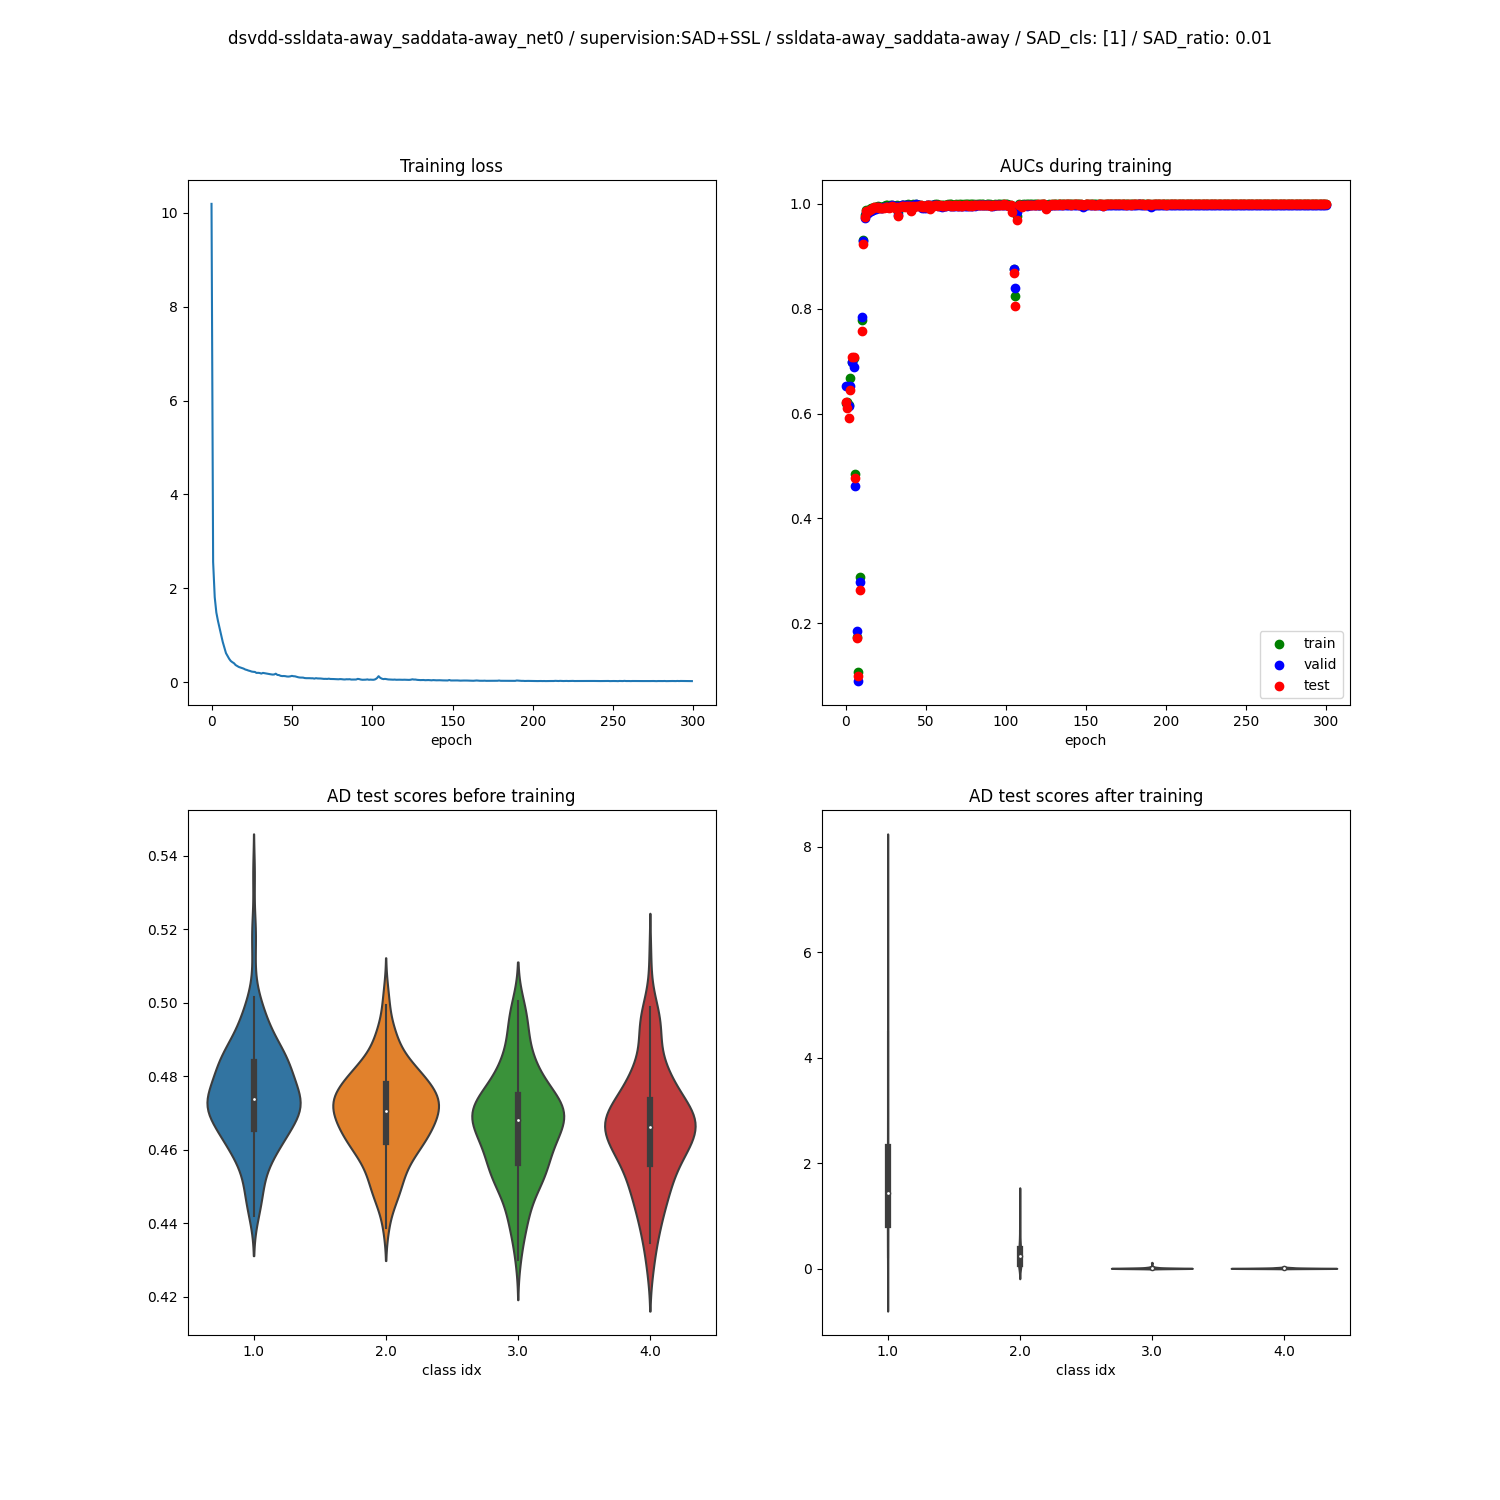 dsvdd-ssldata-away_saddata-away_net0 / supervision:SAD+SSL / ssldata-away_saddata-away / SAD_cls: [1] / SAD_ratio: 0.01
Training loss
10
8
6
4
2
0
0 50 100 150 200 250 300
epoch
AUCs during training
1.0
0.8
0.6
0.4
0.2
train
valid
test
0 50 100 150 200 250 300
epoch
AD test scores before training
0.54
0.52
0.50
0.48
0.46
0.44
0.42
1.0 2.0 3.0 4.0
class idx
AD test scores after training
8
6
4
2
0
1.0 2.0 3.0 4.0
class idx